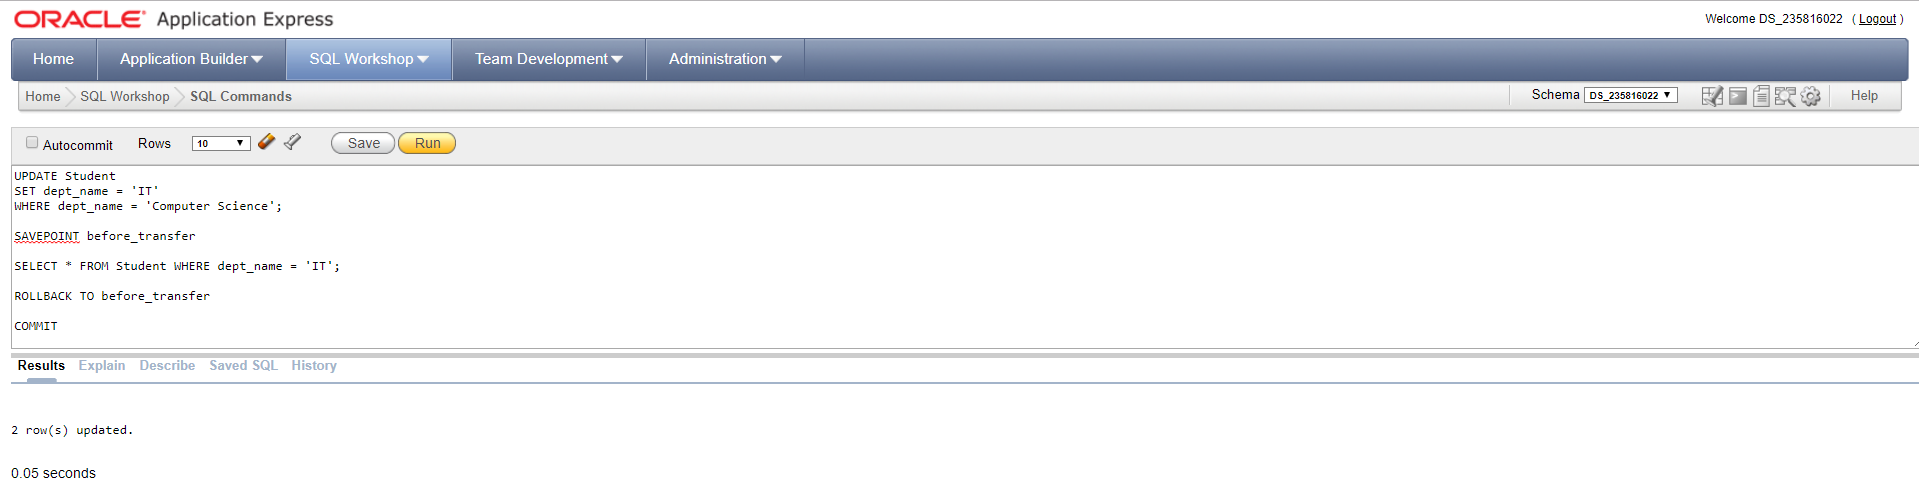 ORACLE Application Express
Welcome DS_235816022 ( Logout )
Home Application Builder SQL Workshop Team Development Administration
Home SQL Workshop SQL Commands Schema DS_235816022 Help
Autocommit Rows 10 Save Run
UPDATE Student
SET dept_name = 'IT'
WHERE dept_name = 'Computer Science';
SAVEPOINT before_transfer
SELECT * FROM Student WHERE dept_name = 'IT';
ROLLBACK TO before_transfer
COMMIT
Results Explain Describe Saved SQL History
2 row(s) updated.
0.05 seconds